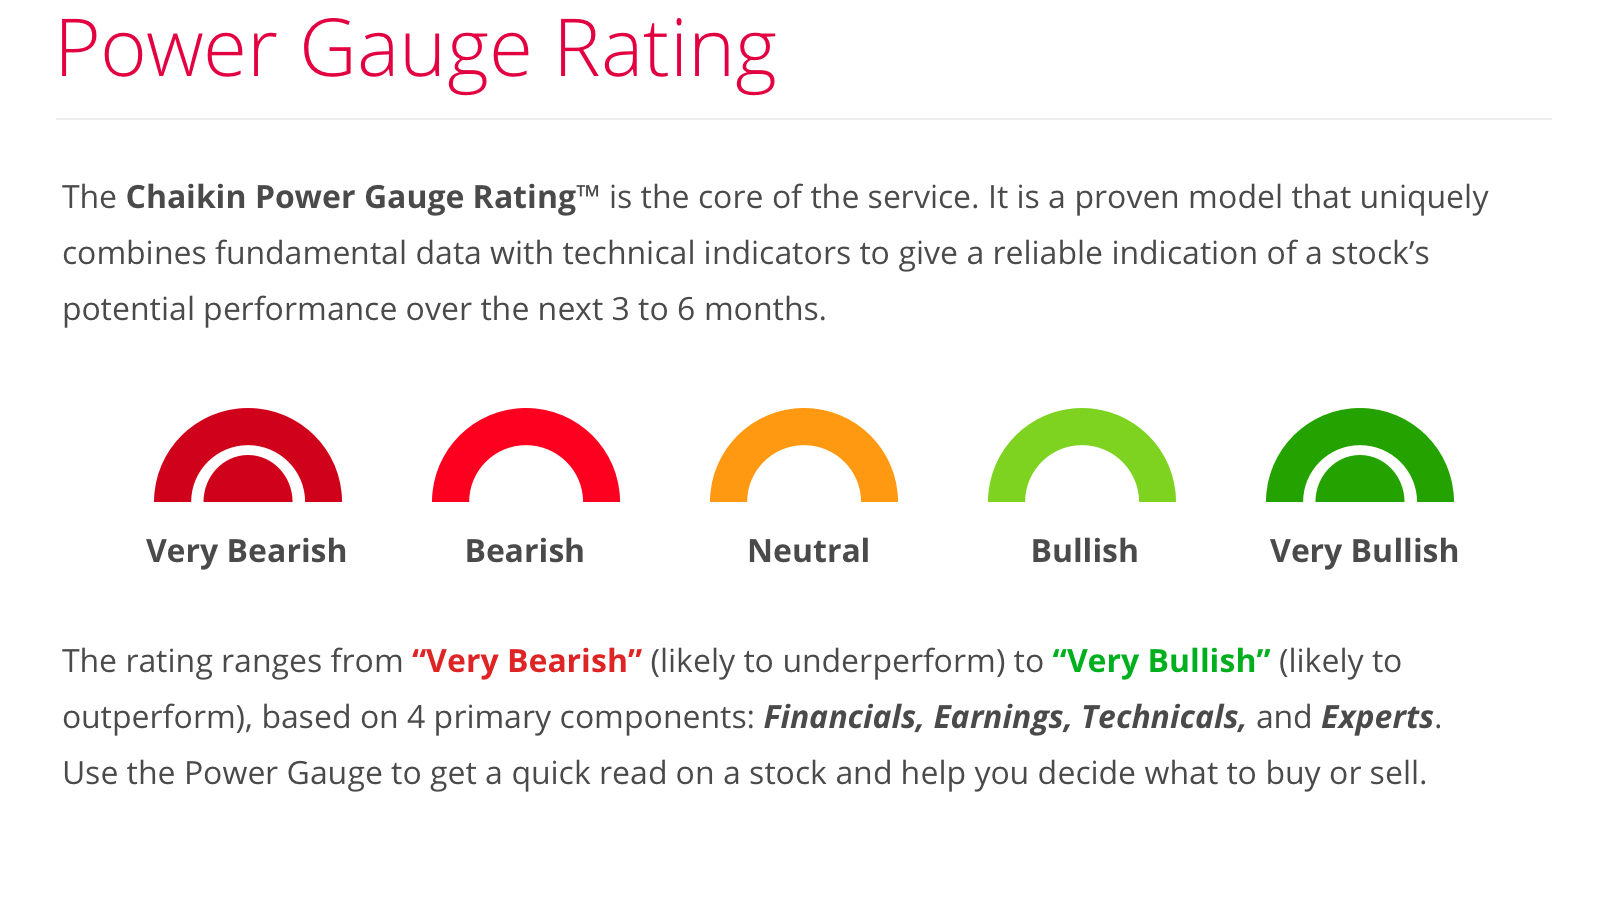 Power Gauge Rating
The Chaikin Power Gauge Rating™ is the core of the service. It is a proven model that uniquely
combines fundamental data with technical indicators to give a reliable indication of a stock’s
potential performance over the next 3 to 6 months.
Very Bearish Bearish Neutral Bullish Very Bullish
The rating ranges from “Very Bearish” (likely to underperform) to “Very Bullish” (likely to
outperform), based on 4 primary components: Financials, Earnings, Technicals, and Experts.
Use the Power Gauge to get a quick read on a stock and help you decide what to buy or sell.